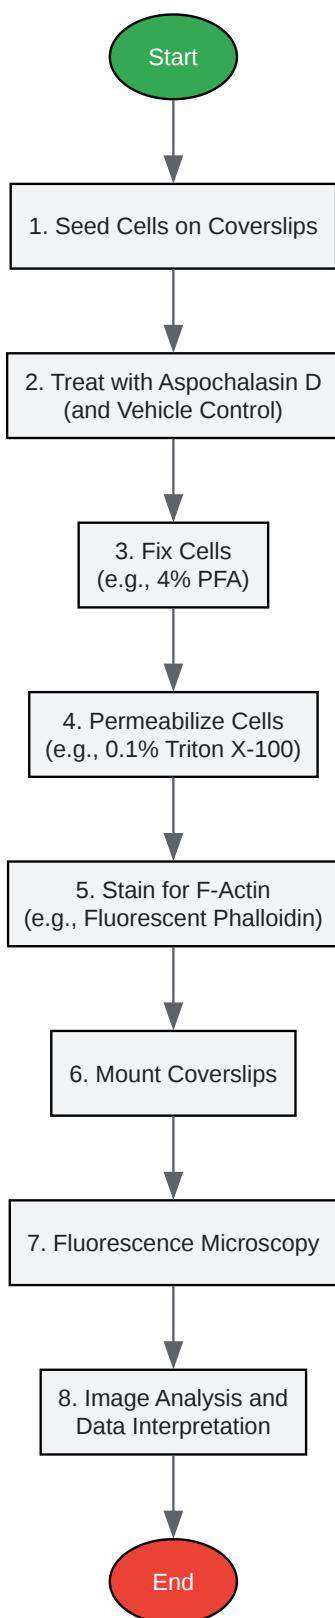 Start
1. Seed Cells on Coverslips
2. Treat with Aspochalasin D
(and Vehicle Control)
3. Fix Cells
(e.g., 4% PFA)
4. Permeabilize Cells
(e.g., 0.1% Triton X-100)
5. Stain for F-Actin
(e.g., Fluorescent Phalloidin)
6. Mount Coverslips
7. Fluorescence Microscopy
8. Image Analysis and
Data Interpretation
End